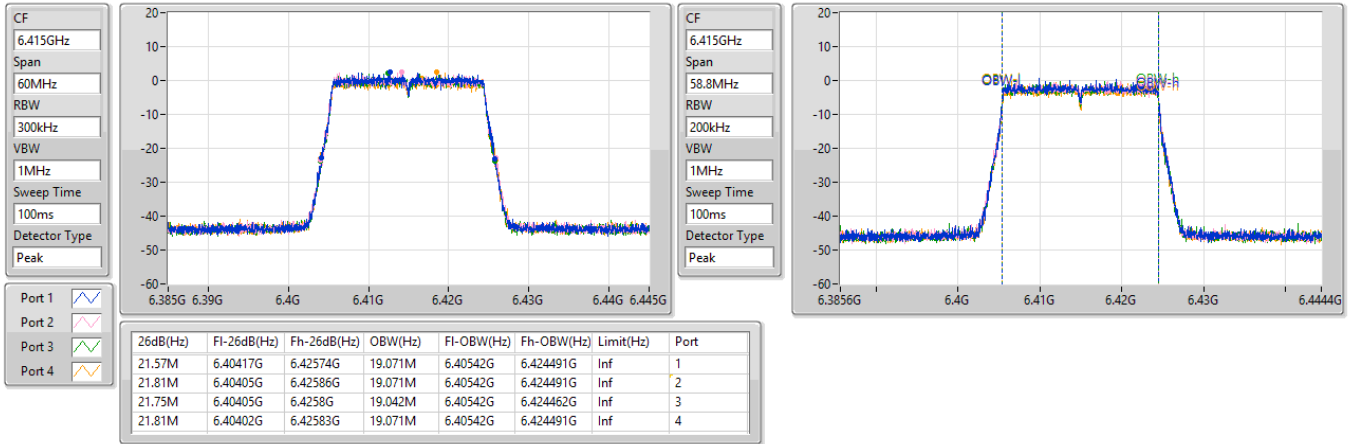 CF
6.415GHz
Span
60MHz
RBW
300kHz
VBW
1MHz
Sweep Time
100ms
Detector Type
Peak
Port 1
Port 2
Port 3
Port 4
20-
10-
0-
-10-
-20-
-30-
-40-
-50-
-60-
6.385G 6.39G 6.4G 6.41G 6.42G 6.43G 6.44G 6.445G
CF
6.415GHz
Span
58.8MHz
RBW
200kHz
VBW
1MHz
Sweep Time
100ms
Detector Type
Peak
20-
10-
0-
-10-
-20-
-30-
-40-
-50-
-60-
OBW-l OBW-h
6.3856G 6.4G 6.41G 6.42G 6.43G 6.4444G
26dB(Hz) Fl-26dB(Hz) Fh-26dB(Hz) OBW(Hz) Fl-OBW(Hz) Fh-OBW(Hz) Limit(Hz) Port
21.57M 6.40417G 6.42574G 19.071M 6.40542G 6.424491G Inf 1
21.81M 6.40405G 6.42586G 19.071M 6.40542G 6.424491G Inf 2
21.75M 6.40405G 6.4258G 19.042M 6.40542G 6.424462G Inf 3
21.81M 6.40402G 6.42583G 19.071M 6.40542G 6.424491G Inf 4